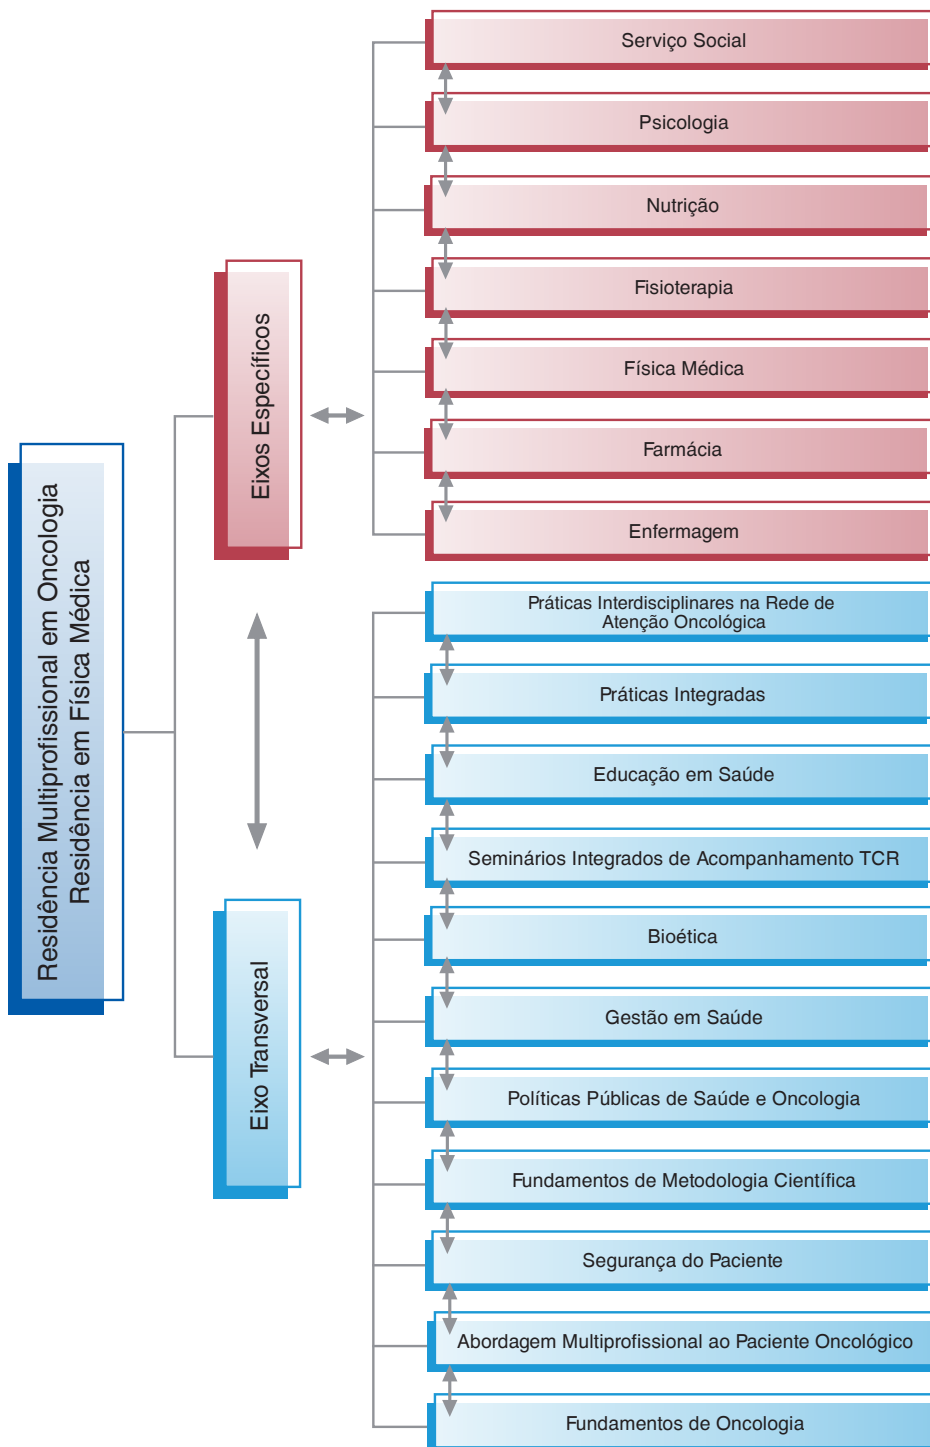 Residência Multiprofissional em Oncologia
Residência em Física Médica
Eixos Específicos
Serviço Social
Psicologia
Nutrição
Fisioterapia
Física Médica
Farmácia
Enfermagem
Eixo Transversal
Práticas Interdisciplinares na Rede de
Atenção Oncológica
Práticas Integradas
Educação em Saúde
Seminários Integrados de Acompanhamento TCR
Bioética
Gestão em Saúde
Políticas Públicas de Saúde e Oncologia
Fundamentos de Metodologia Científica
Segurança do Paciente
Abordagem Multiprofissional ao Paciente Oncológico
Fundamentos de Oncologia